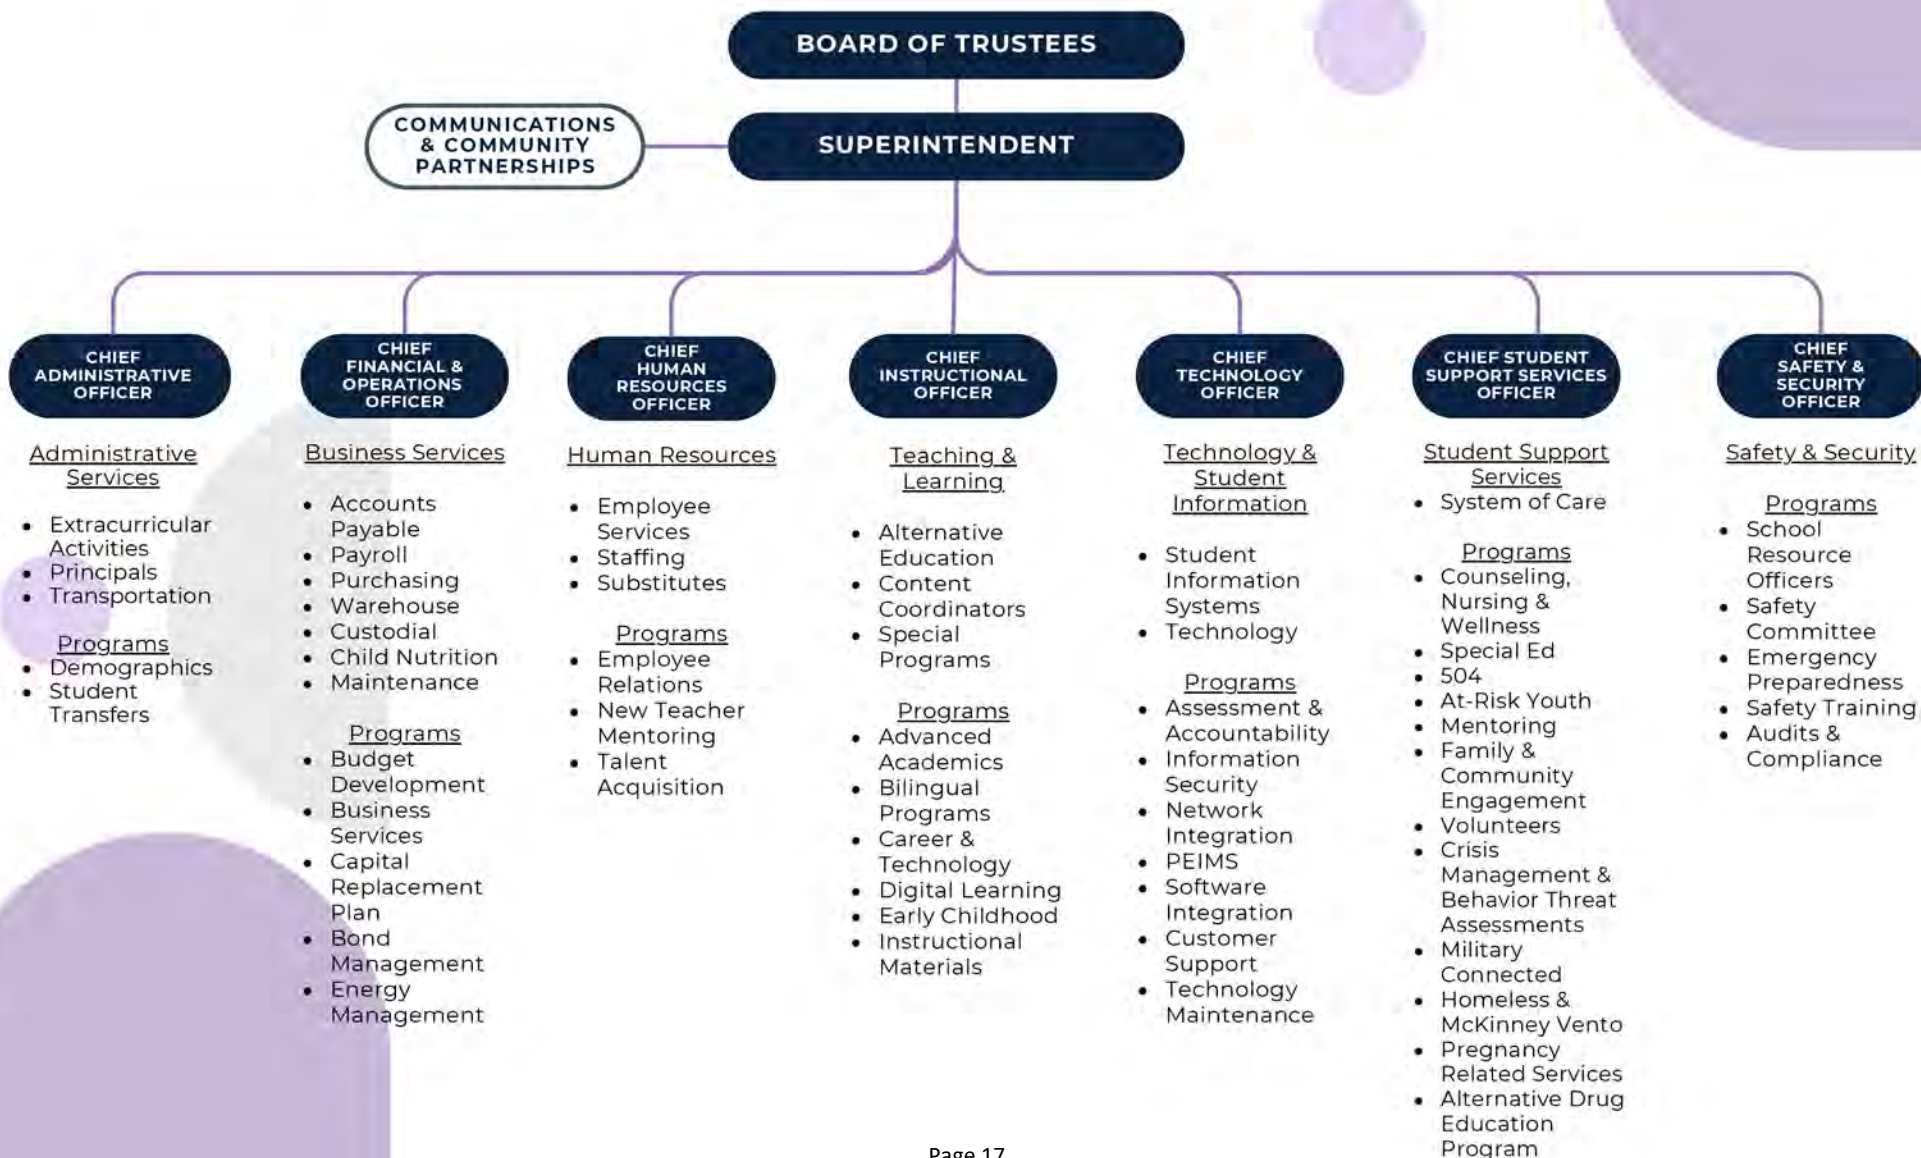 BOARD OF TRUSTEES
COMMUNICATIONS
& COMMUNITY
PARTNERSHIPS
SUPERINTENDENT
CHIEF
ADMINISTRATIVE
OFFICER
Administrative
Services
• Extracurricular
Activities
• Principals
• Transportation
Programs
• Demographics
• Student
Transfers
CHIEF
FINANCIAL &
OPERATIONS
OFFICER
Business Services
• Accounts
Payable
• Payroll
• Purchasing
• Warehouse
• Custodial
• Child Nutrition
• Maintenance
Programs
• Budget
Development
• Business
Services
• Capital
Replacement
Plan
• Bond
Management
• Energy
Management
CHIEF
HUMAN
RESOURCES
OFFICER
Human Resources
• Employee
Services
• Staffing
• Substitutes
Programs
• Employee
Relations
• New Teacher
Mentoring
• Talent
Acquisition
CHIEF
INSTRUCTIONAL
OFFICER
Teaching &
Learning
• Alternative
Education
• Content
Coordinators
• Special
Programs
Programs
• Advanced
Academics
• Bilingual
Programs
• Career &
Technology
• Digital Learning
• Early Childhood
• Instructional
Materials
CHIEF
TECHNOLOGY
OFFICER
Technology &
Student
Information
• Student
Information
Systems
• Technology
Programs
• Assessment &
Accountability
• Information
Security
• Network
Integration
• PEIMS
• Software
Integration
• Customer
Support
• Technology
Maintenance
CHIEF STUDENT
SUPPORT SERVICES
OFFICER
Student Support
Services
• System of Care
Programs
• Counseling,
Nursing &
Wellness
• Special Ed
• 504
• At-Risk Youth
• Mentoring
• Family &
Community
Engagement
• Volunteers
• Crisis
Management &
Behavior Threat
Assessments
• Military
Connected
• Homeless &
McKinney Vento
• Pregnancy
Related Services
• Alternative Drug
Education
Program
CHIEF
SAFETY &
SECURITY
OFFICER
Safety & Security
Programs
• School
Resource
Officers
• Safety
Committee
• Emergency
Preparedness
• Safety Training
• Audits &
Compliance
Page 17